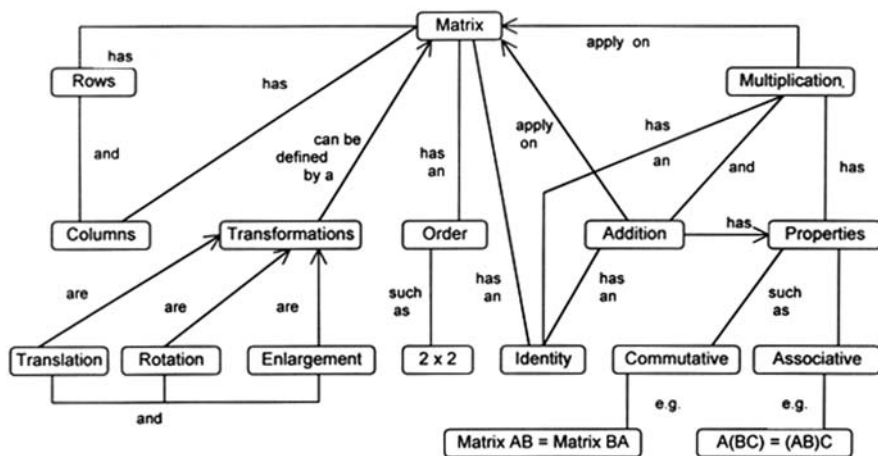 Matrix
has
apply on
Rows
has
Multiplication.
can be
defined
by a
has
an
apply
on
has
an
and
and
has
Columns
Transformations
Order
Addition
has
Properties
are
are
are
such
as
has
an
has
an
such
as
Translation
Rotation
Enlargement
2 x 2
Identity
Commutative
Associative
and
e.g.
e.g.
Matrix AB = Matrix BA
A(BC) = (AB)C